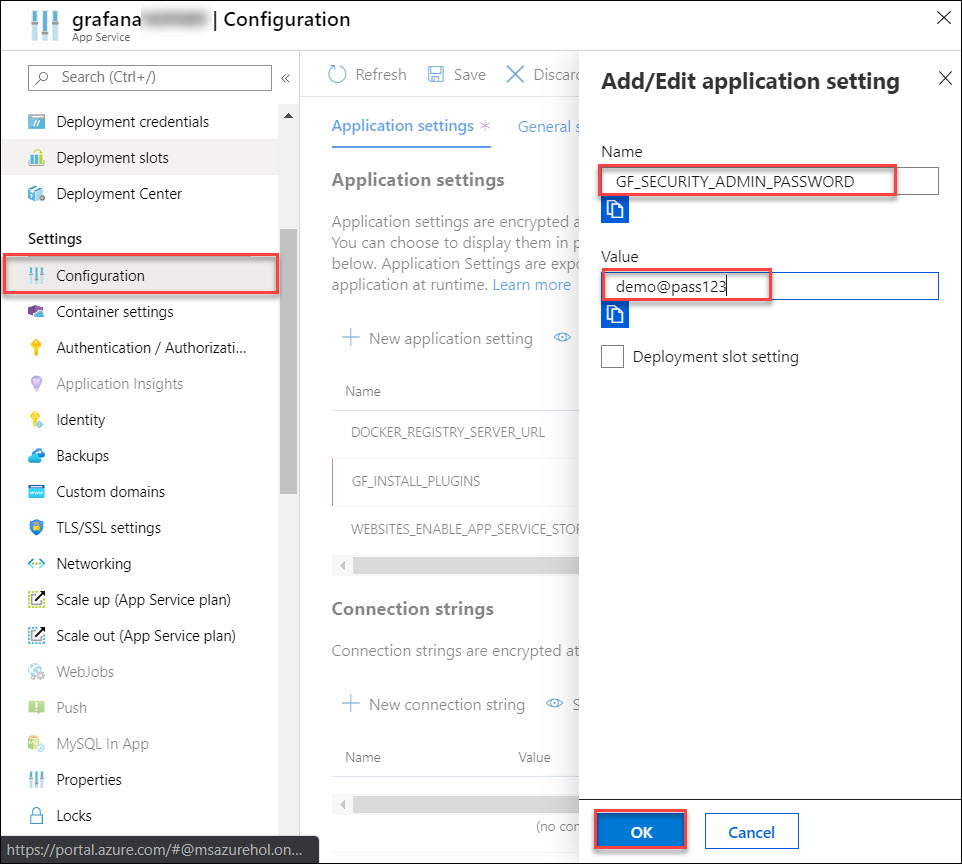 grafana | Configuration
App Service
Search (Ctrl+/)
«
Deployment credentials
Deployment slots
Deployment Center
Settings
Configuration
Container settings
Authentication / Authorizati...
Application Insights
Identity
Backups
Custom domains
TLS/SSL settings
Networking
Scale up (App Service plan)
Scale out (App Service plan)
WebJobs
Push
MySQL In App
Properties
Locks
https://portal.azure.com/#@msazurehol.on...
Refresh
Save
Discard
Application settings *
General s
Application settings
Application settings are encrypted a
You can choose to display them in p
below. Application Settings are expo
application at runtime. Learn more
New application setting
Name
DOCKER_REGISTRY_SERVER_URL
GF_INSTALL_PLUGINS
WEBSITES_ENABLE_APP_SERVICE_STOR
Connection strings
Connection strings are encrypted at
New connection string
S
Name
Value
(no con
Add/Edit application setting
Name
GF_SECURITY_ADMIN_PASSWORD
Value
demo@pass123
Deployment slot setting
OK
Cancel